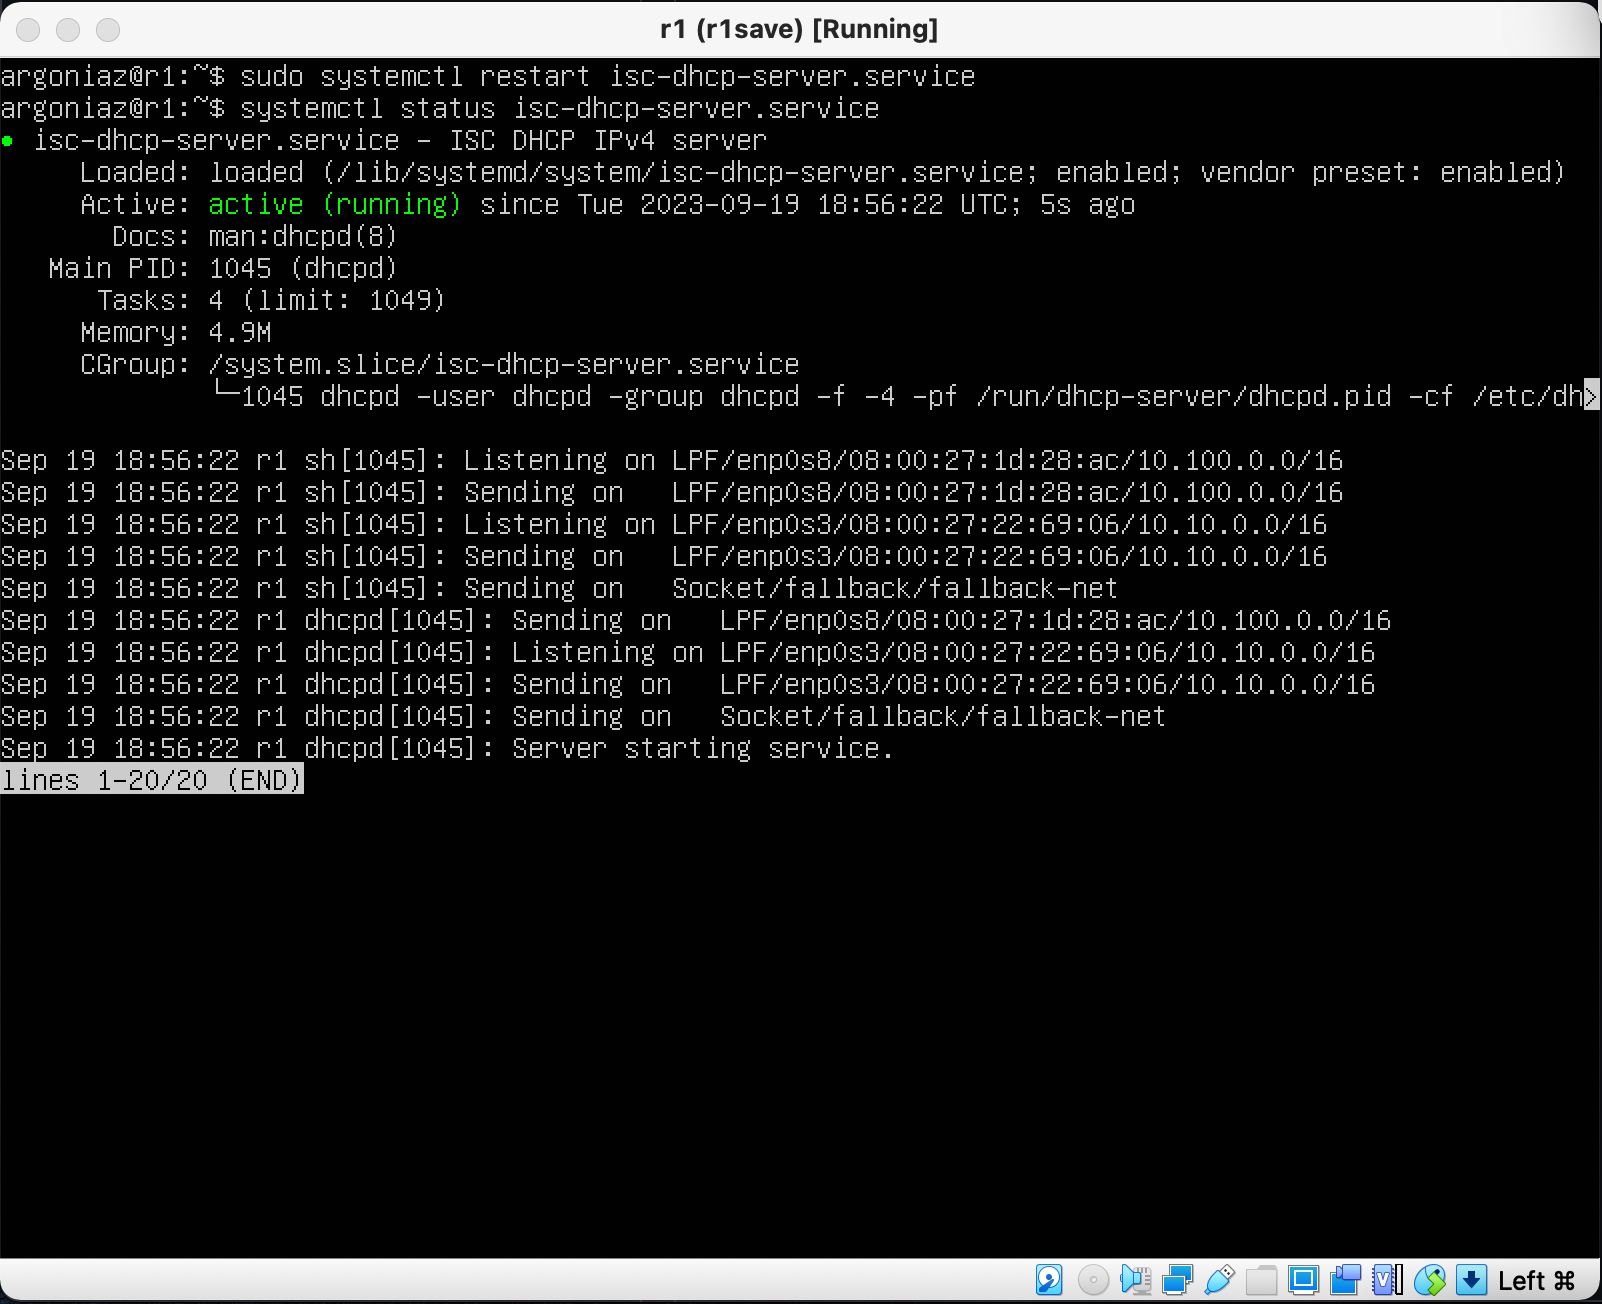 r1 (r1save) [Running]
argoniaz@r1:~$ sudo systemctl restart isc-dhcp-server.service
argoniaz@r1:~$ systemctl status isc-dhcp-server.service
● isc-dhcp-server.service - ISC DHCP IPv4 server
     Loaded: loaded (/lib/systemd/system/isc-dhcp-server.service; enabled; vendor preset: enabled)
     Active: active (running) since Tue 2023-09-19 18:56:22 UTC; 5s ago
       Docs: man:dhcpd(8)
   Main PID: 1045 (dhcpd)
      Tasks: 4 (limit: 1049)
     Memory: 4.9M
     CGroup: /system.slice/isc-dhcp-server.service
             └─1045 dhcpd -user dhcpd -group dhcpd -f -4 -pf /run/dhcp-server/dhcpd.pid -cf /etc/dh>
Sep 19 18:56:22 r1 sh[1045]: Listening on LPF/enp0s8/08:00:27:1d:28:ac/10.100.0.0/16
Sep 19 18:56:22 r1 sh[1045]: Sending on   LPF/enp0s8/08:00:27:1d:28:ac/10.100.0.0/16
Sep 19 18:56:22 r1 sh[1045]: Listening on LPF/enp0s3/08:00:27:22:69:06/10.10.0.0/16
Sep 19 18:56:22 r1 sh[1045]: Sending on   LPF/enp0s3/08:00:27:22:69:06/10.10.0.0/16
Sep 19 18:56:22 r1 sh[1045]: Sending on   Socket/fallback/fallback-net
Sep 19 18:56:22 r1 dhcpd[1045]: Sending on   LPF/enp0s8/08:00:27:1d:28:ac/10.100.0.0/16
Sep 19 18:56:22 r1 dhcpd[1045]: Listening on LPF/enp0s3/08:00:27:22:69:06/10.10.0.0/16
Sep 19 18:56:22 r1 dhcpd[1045]: Sending on   LPF/enp0s3/08:00:27:22:69:06/10.10.0.0/16
Sep 19 18:56:22 r1 dhcpd[1045]: Sending on   Socket/fallback/fallback-net
Sep 19 18:56:22 r1 dhcpd[1045]: Server starting service.
lines 1-20/20 (END)
Left ⌘